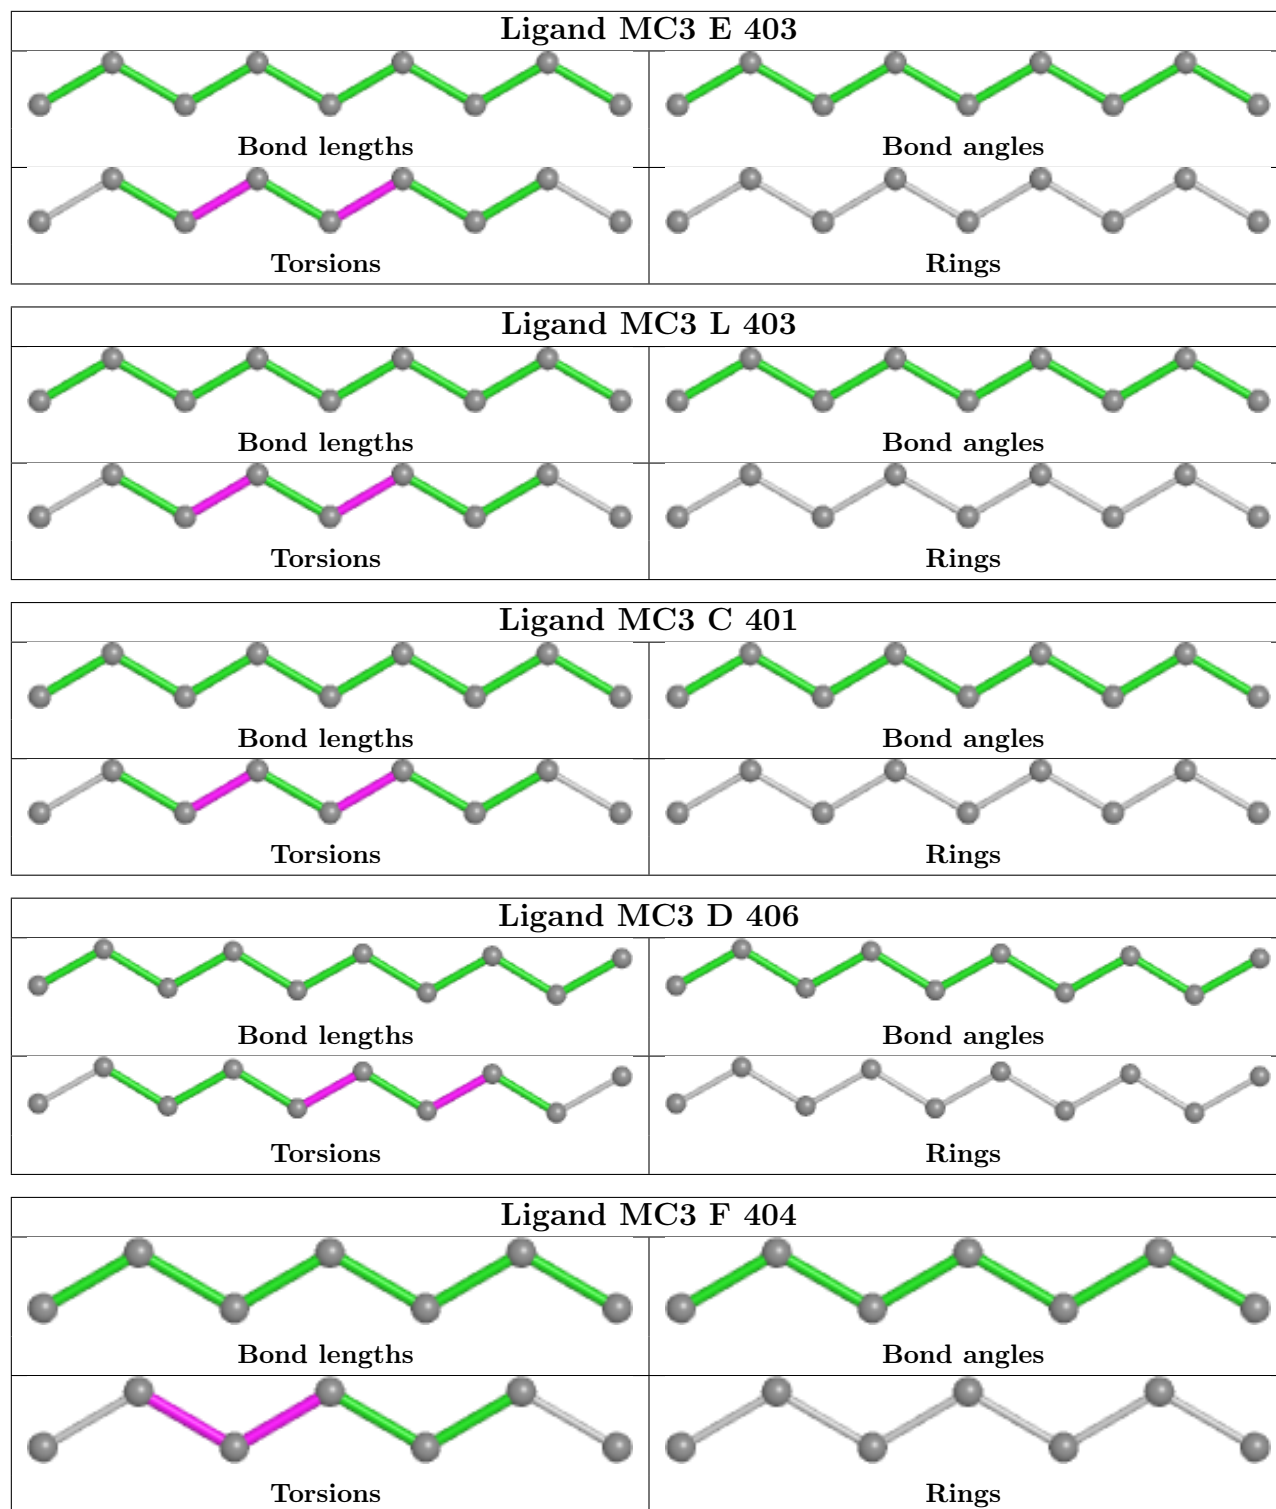 Ligand MC3 E 403
Bond lengths Bond angles
Torsions Rings
Ligand MC3 L 403
Bond lengths Bond angles
Torsions Rings
Ligand MC3 C 401
Bond lengths Bond angles
Torsions Rings
Ligand MC3 D 406
Bond lengths Bond angles
Torsions Rings
Ligand MC3 F 404
Bond lengths Bond angles
Torsions Rings